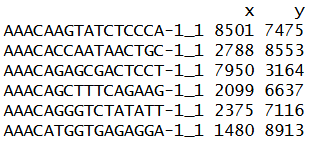 x y
AAACAAGTATCTCCCA-1_1 8501 7475
AAACACCAATAACTGC-1_1 2788 8553
AAACAGAGCGACTCCT-1_1 7950 3164
AAACAGCTTTCAGAAG-1_1 2099 6637
AAACAGGGTCTATATT-1_1 2375 7116
AAACATGGTGAGAGGA-1_1 1480 8913